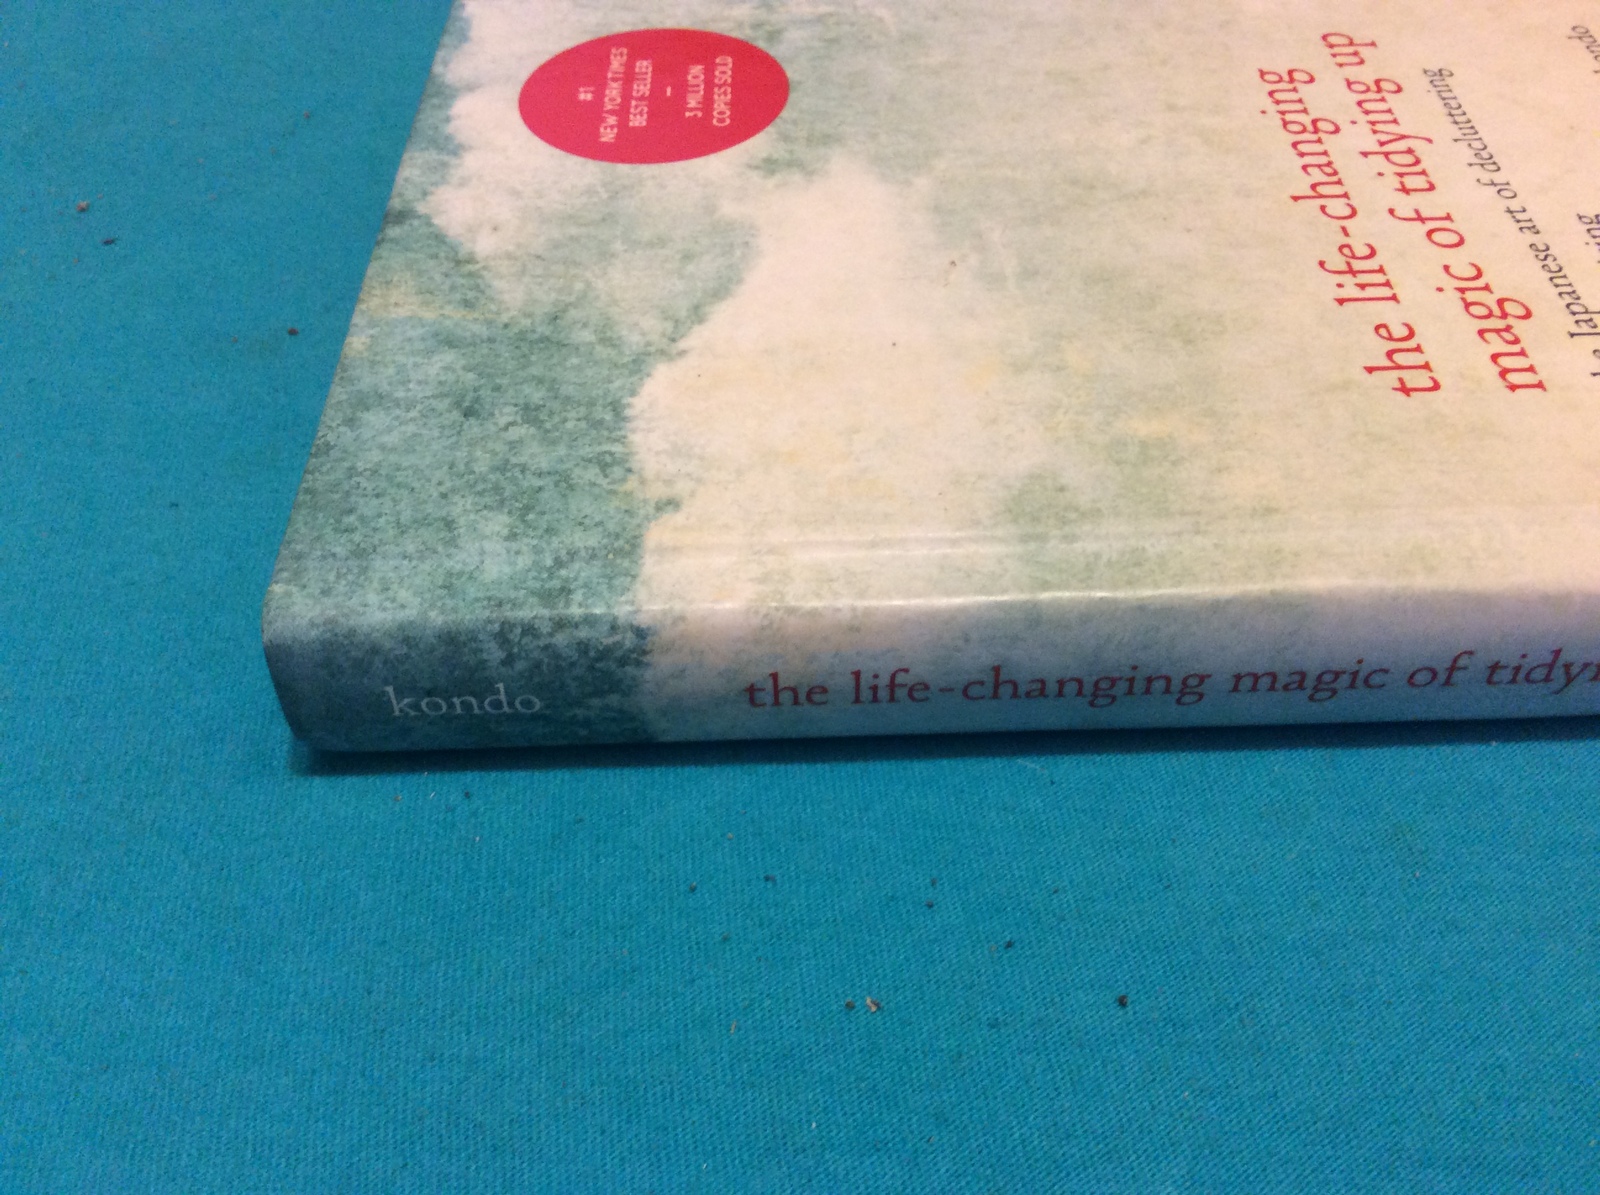 #1
NEW YORK TIMES
BEST SELLER
—
3 MILLION
COPIES SOLD
the life-changing
magic of tidying up
Japanese art of decluttering
kondo
the life-changing magic of tidy